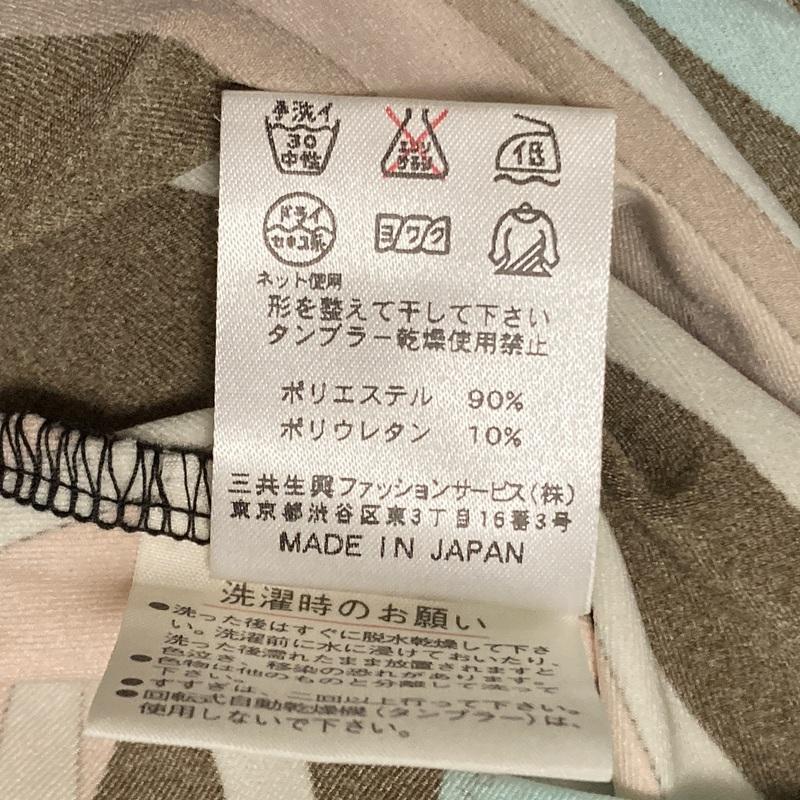 手洗イ
30
中性
エンソ
サラシ
低
ドライ
セキユ系
ヨワク
ネット使用
形を整えて干して下さい
タンブラー乾燥使用禁止
ポリエステル 90%
ポリウレタン 10%
三共生興ファッションサービス(株)
東京都渋谷区東3丁目16番3号
MADE IN JAPAN
洗濯時のお願い
●洗った後はすぐに脱水乾燥して下さ
い。洗濯前に水に浸けておいたり、
洗った後濡れたまま放置されますと
色泣き、移染の恐れがあります。
●色物は他のものと分離して洗って
下さい。
●すすぎは、二回以上行って下さい。
●回転式自動乾燥機(タンブラー)は、
使用しないで下さい。